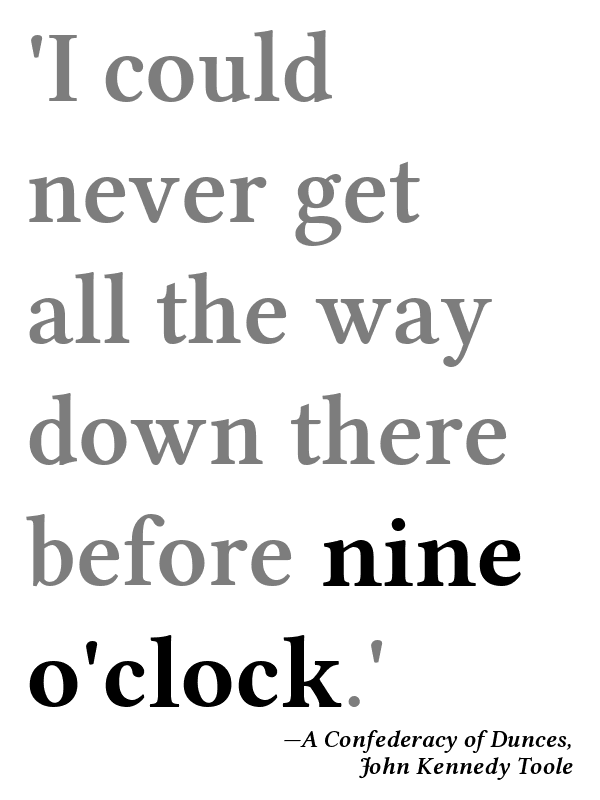 'I could
never get
all the way
down there
before nine
o'clock.'
—A Confederacy of Dunces,
John Kennedy Toole